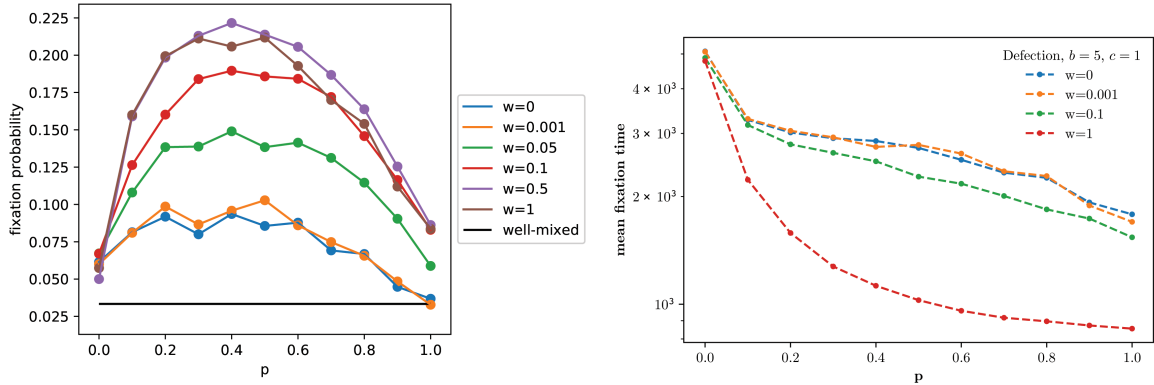 0.225
0.200
0.175
0.150
0.125
0.100
0.075
0.050
0.025
fixation probability
0.0 0.2 0.4 0.6 0.8 1.0
p
w=0
w=0.001
w=0.05
w=0.1
w=0.5
w=1
well-mixed
4 × 10³
3 × 10³
2 × 10³
10³
mean fixation time
Defection, b = 5, c = 1
w=0
w=0.001
w=0.1
w=1
0.0 0.2 0.4 0.6 0.8 1.0
p